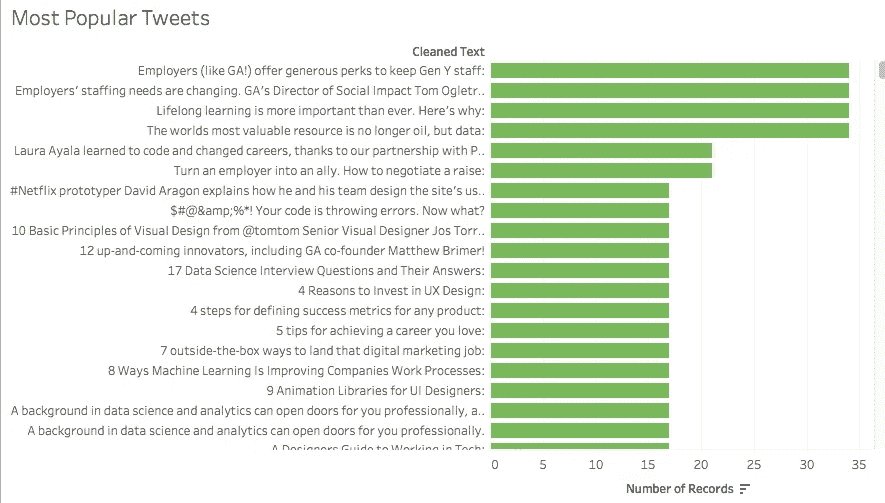 Most Popular Tweets
Cleaned Text
Employers (like GA!) offer generous perks to keep Gen Y staff:
Employers' staffing needs are changing. GA's Director of Social Impact Tom Ogletr..
Lifelong learning is more important than ever. Here's why:
The worlds most valuable resource is no longer oil, but data:
Laura Ayala learned to code and changed careers, thanks to our partnership with P..
Turn an employer into an ally. How to negotiate a raise:
#Netflix prototyper David Aragon explains how he and his team design the site's us..
$#@&amp;%*! Your code is throwing errors. Now what?
10 Basic Principles of Visual Design from @tomtom Senior Visual Designer Jos Torr..
12 up-and-coming innovators, including GA co-founder Matthew Brimer!
17 Data Science Interview Questions and Their Answers:
4 Reasons to Invest in UX Design:
4 steps for defining success metrics for any product:
5 tips for achieving a career you love:
7 outside-the-box ways to land that digital marketing job:
8 Ways Machine Learning Is Improving Companies Work Processes:
9 Animation Libraries for UI Designers:
A background in data science and analytics can open doors for you professionally, a..
A background in data science and analytics can open doors for you professionally.
A Designers Guide to Working in Tech:
0 5 10 15 20 25 30 35
Number of Records